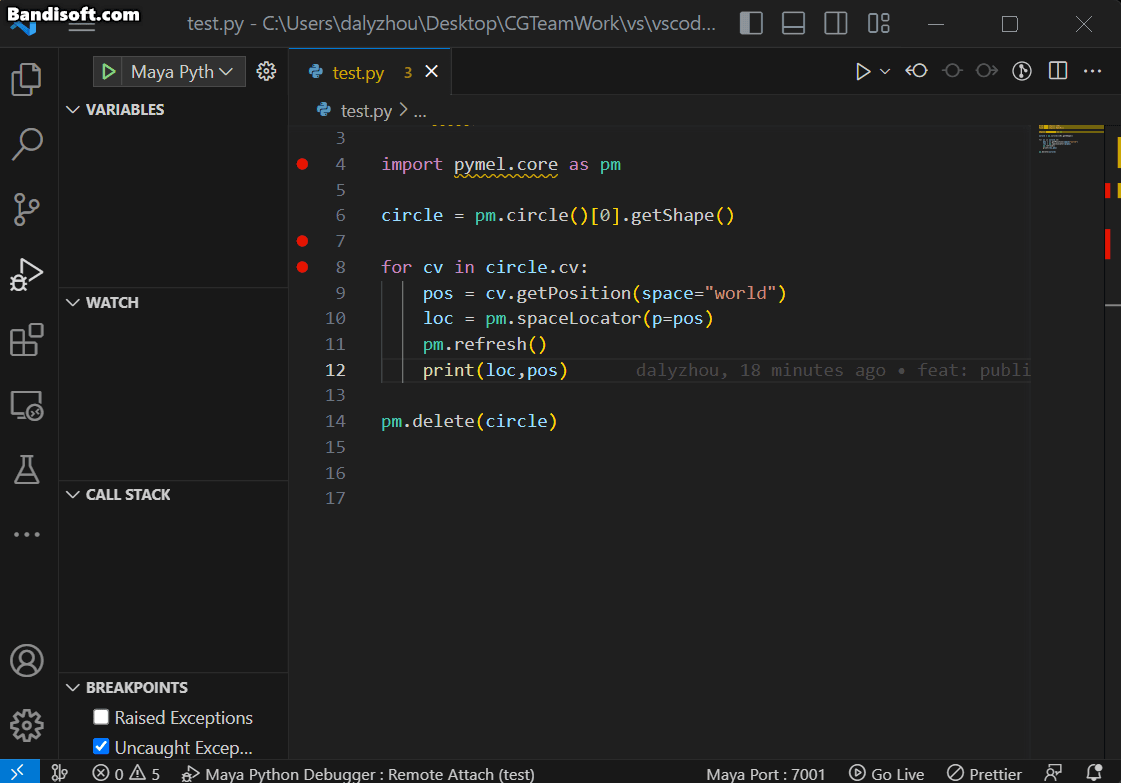 Bandisoft.com
test.py - C:\Users\dalyzhou\Desktop\CGTeamWork\vs\vscod...
Maya Pyth
test.py 3
VARIABLES
test.py > ...
3
4 import pymel.core as pm
5
6 circle = pm.circle()[0].getShape()
7
8 for cv in circle.cv:
9 pos = cv.getPosition(space="world")
WATCH
10 loc = pm.spaceLocator(p=pos)
11 pm.refresh()
12 print(loc,pos) dalyzhou, 18 minutes ago • feat: publi
13
14 pm.delete(circle)
15
16
17
CALL STACK
BREAKPOINTS
Raised Exceptions
Uncaught Excep...
0 5 Maya Python Debugger : Remote Attach (test) Maya Port : 7001 Go Live Prettier